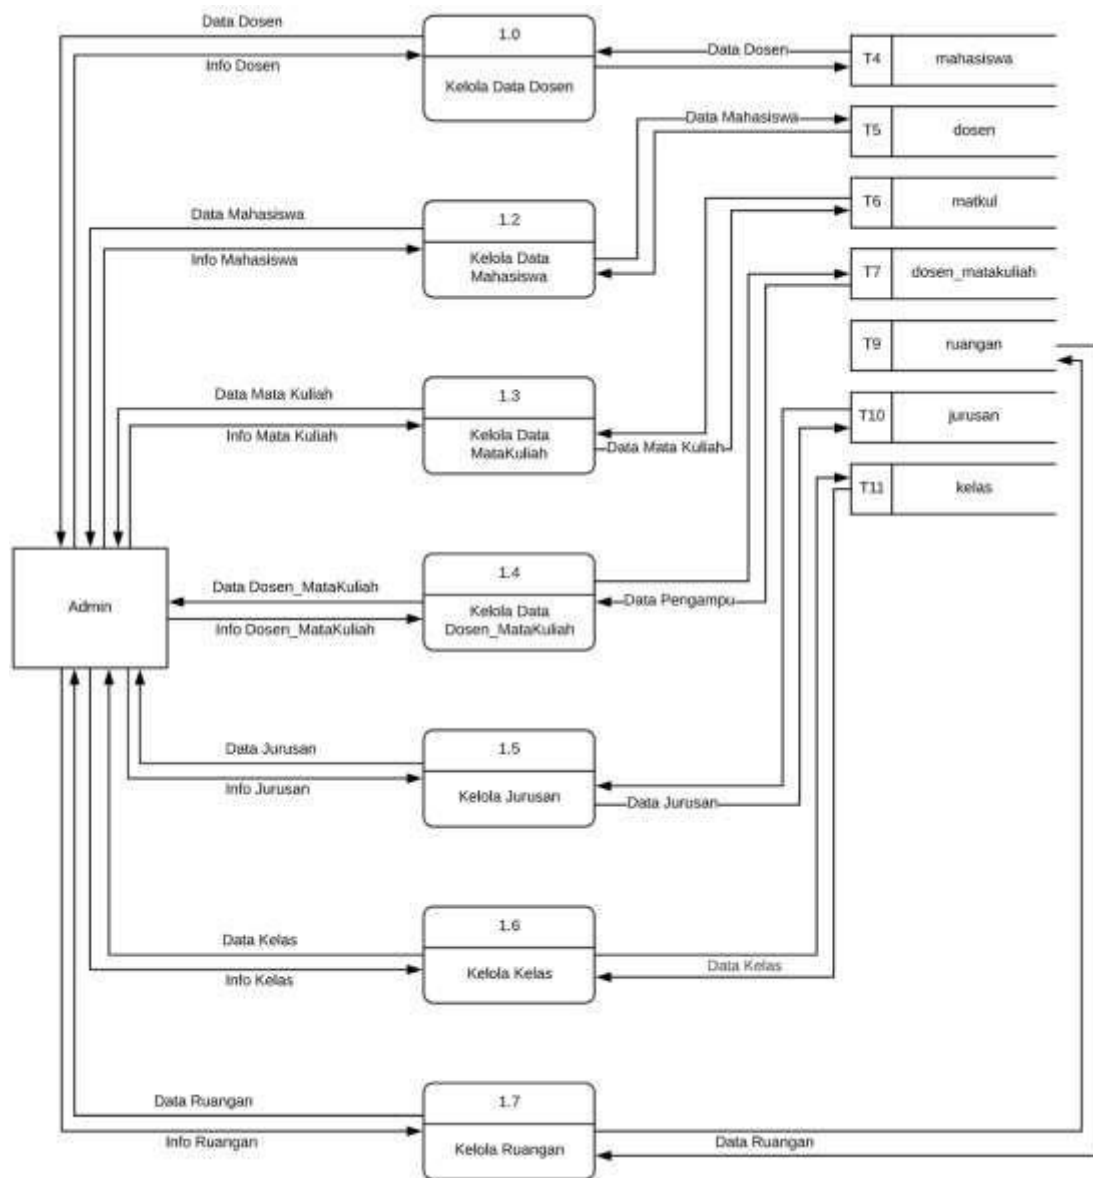 Data Dosen
Info Dosen
1.0
Kelola Data Dosen
Data Dosen
T4
mahasiswa
Data Mahasiswa
T5
dosen
T6
matkul
T7
dosen_matakuliah
T9
ruangan
T10
jurusan
T11
kelas
Data Mahasiswa
Info Mahasiswa
1.2
Kelola Data
Mahasiswa
Data Mata Kuliah
Info Mata Kuliah
1.3
Kelola Data
MataKuliah
Data Mata Kuliah
Admin
Data Dosen_MataKuliah
Info Dosen_MataKuliah
1.4
Kelola Data
Dosen_MataKuliah
Data Pengampu
Data Jurusan
Info Jurusan
1.5
Kelola Jurusan
Data Jurusan
Data Kelas
Info Kelas
1.6
Kelola Kelas
Data Kelas
Data Ruangan
Info Ruangan
1.7
Kelola Ruangan
Data Ruangan